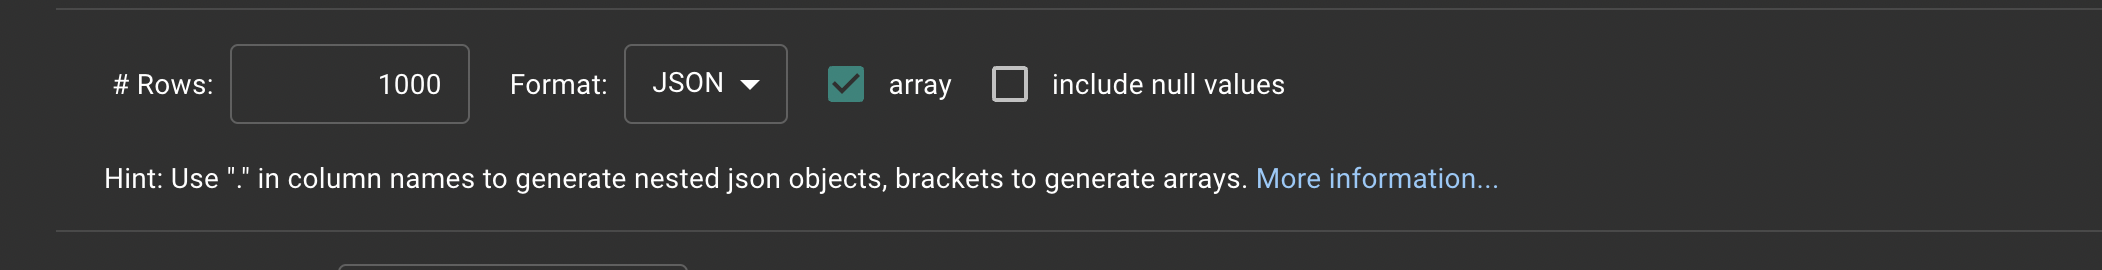 # Rows: 1000 Format: JSON array include null values
Hint: Use "." in column names to generate nested json objects, brackets to generate arrays. More information...